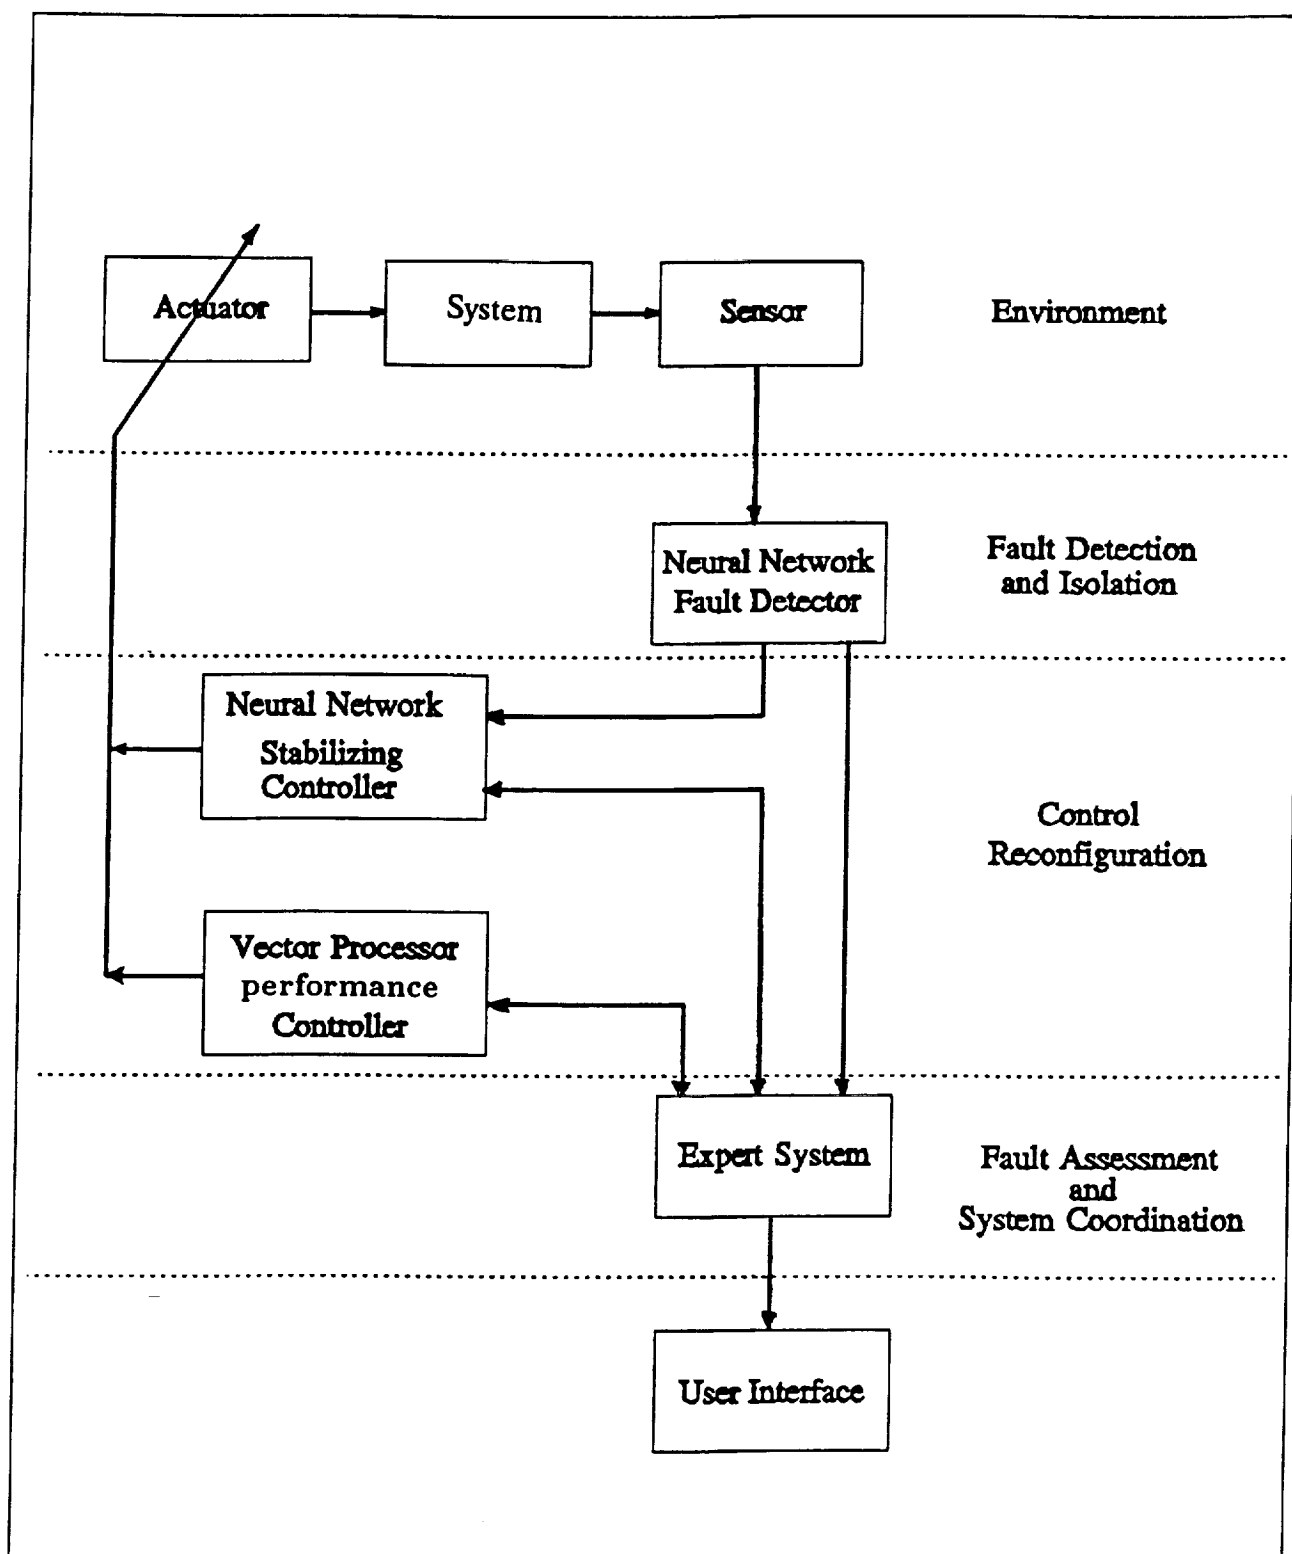 Actuator
System
Sensor
Environment
Neural Network
Fault Detector
Fault Detection
and Isolation
Neural Network
Stabilizing
Controller
Control
Reconfiguration
Vector Processor
performance
Controller
Expert System
Fault Assessment
and
System Coordination
User Interface